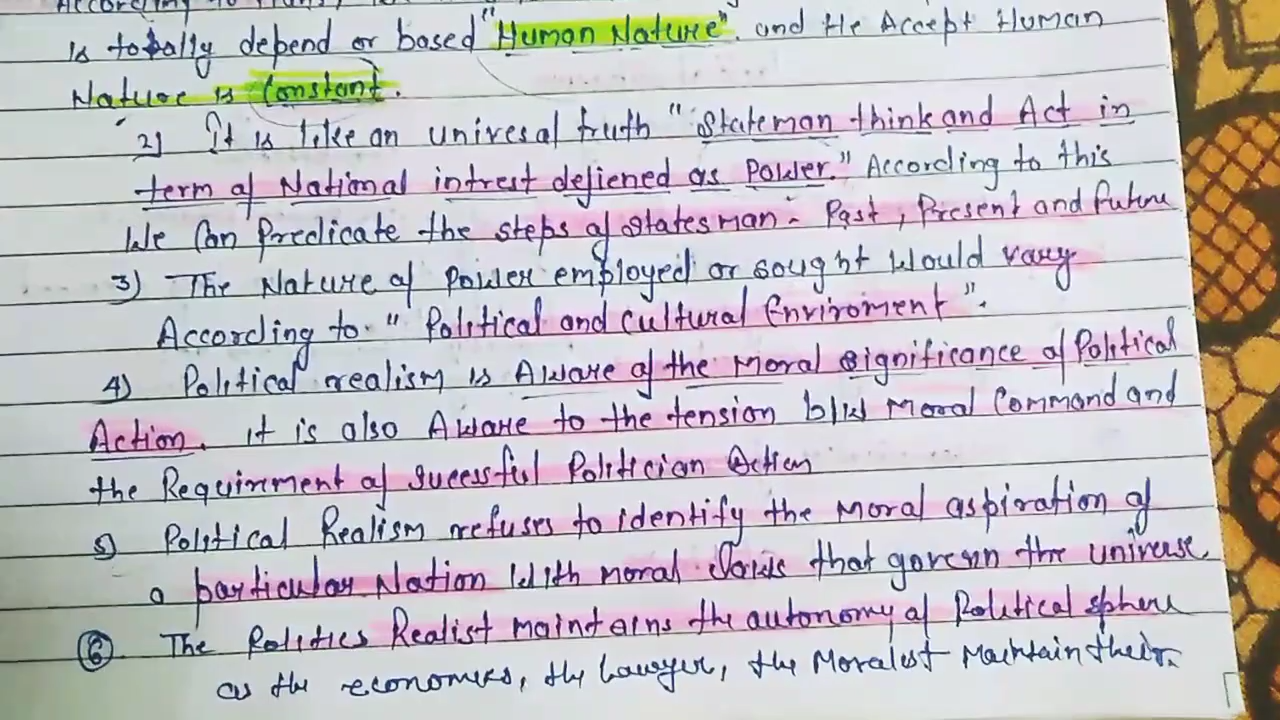 According to
is totally depend or based "Human Nature". and He Accept Human
Nature is Constant.
2) It is like an univesal truth "Stateman think and Act in
term of National intrest defiened as Power." According to this
We Can Predicate the steps of statesman - Past, Present and future
3) The Nature of Power employed or sought would vary
According to "Political and cultural Enviroment".
4) Political realism is Aware of the Moral significance of Political
Action. it is also Aware to the tension b/w Moral Command and
the Requirment of sucessful Politician Action
5) Political Realism refuses to identify the Moral aspiration of
a particular Nation With moral that govern the universe.
6 The Politics Realist maintains the autonomy of Political sphere
as the economics, the Lawyer, the Moralist Maintain their